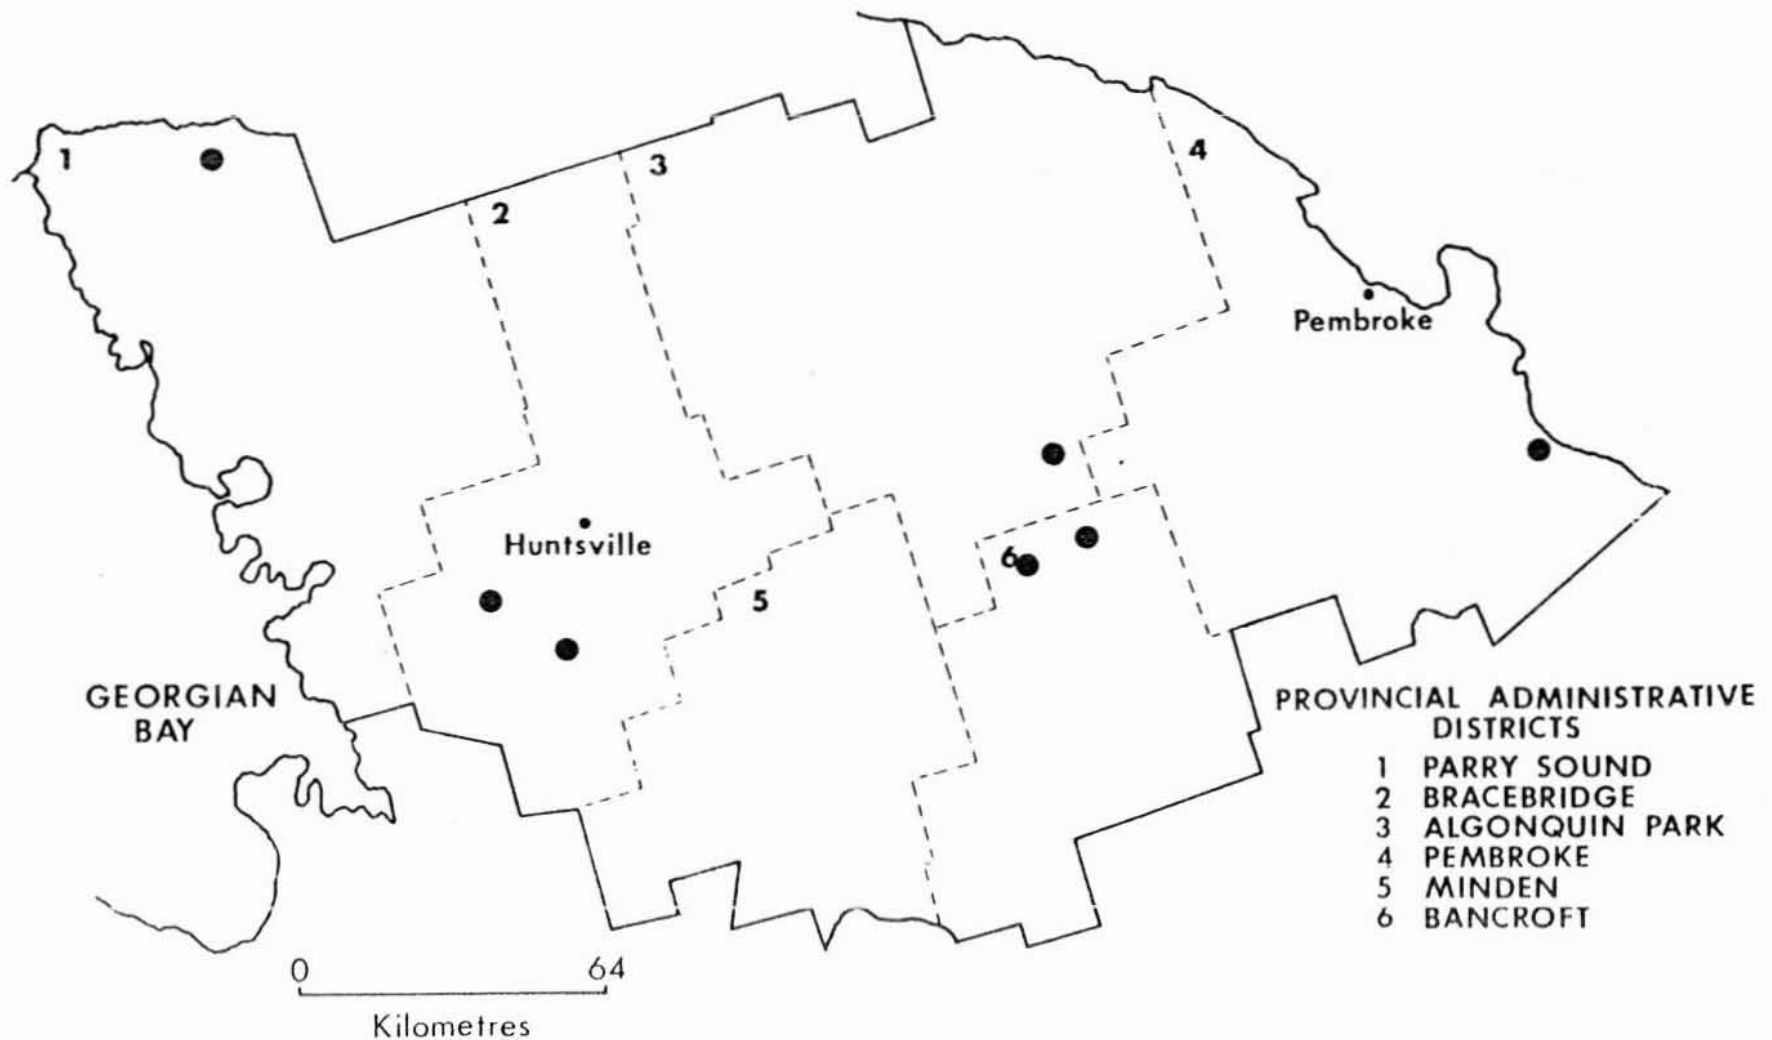 1
2
3
4
Pembroke
Huntsville
6
5
GEORGIAN
BAY
PROVINCIAL ADMINISTRATIVE
DISTRICTS
1 PARRY SOUND
2 BRACEBRIDGE
3 ALGONQUIN PARK
4 PEMBROKE
5 MINDEN
6 BANCROFT
0 64
Kilometres